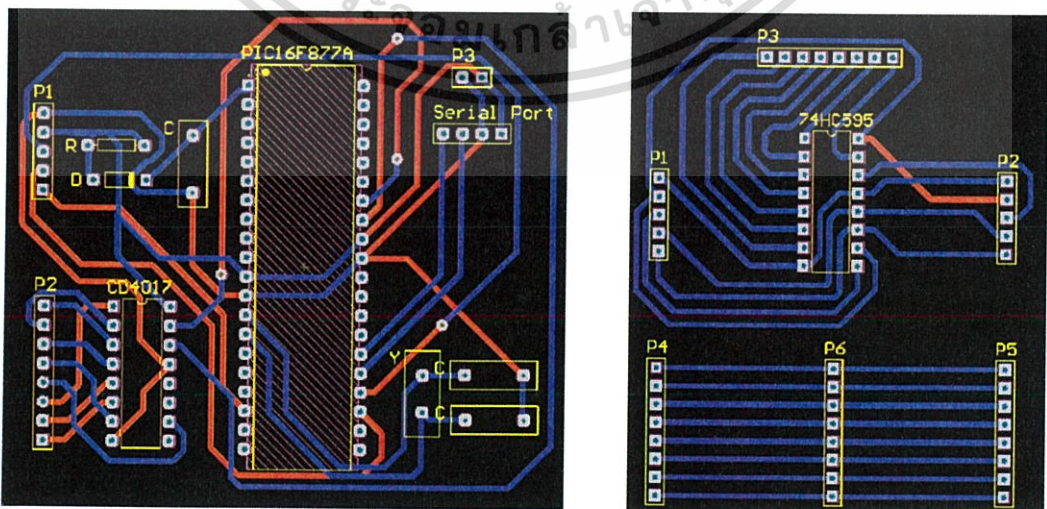 PIC16F877A
P3
P1
Serial Port
C
R
D
P2
CD4017
Y
C
C
P3
74HC595
P1
P2
P4
P6
P5